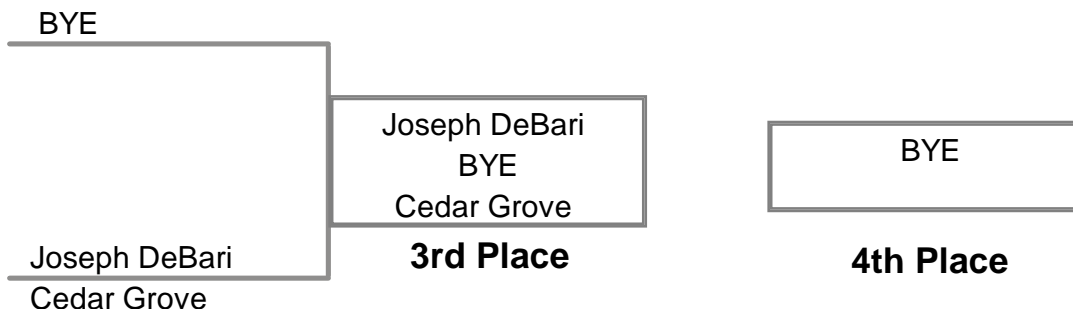 BYE
Joseph DeBari
BYE
Cedar Grove
3rd Place
BYE
4th Place
Joseph DeBari
Cedar Grove